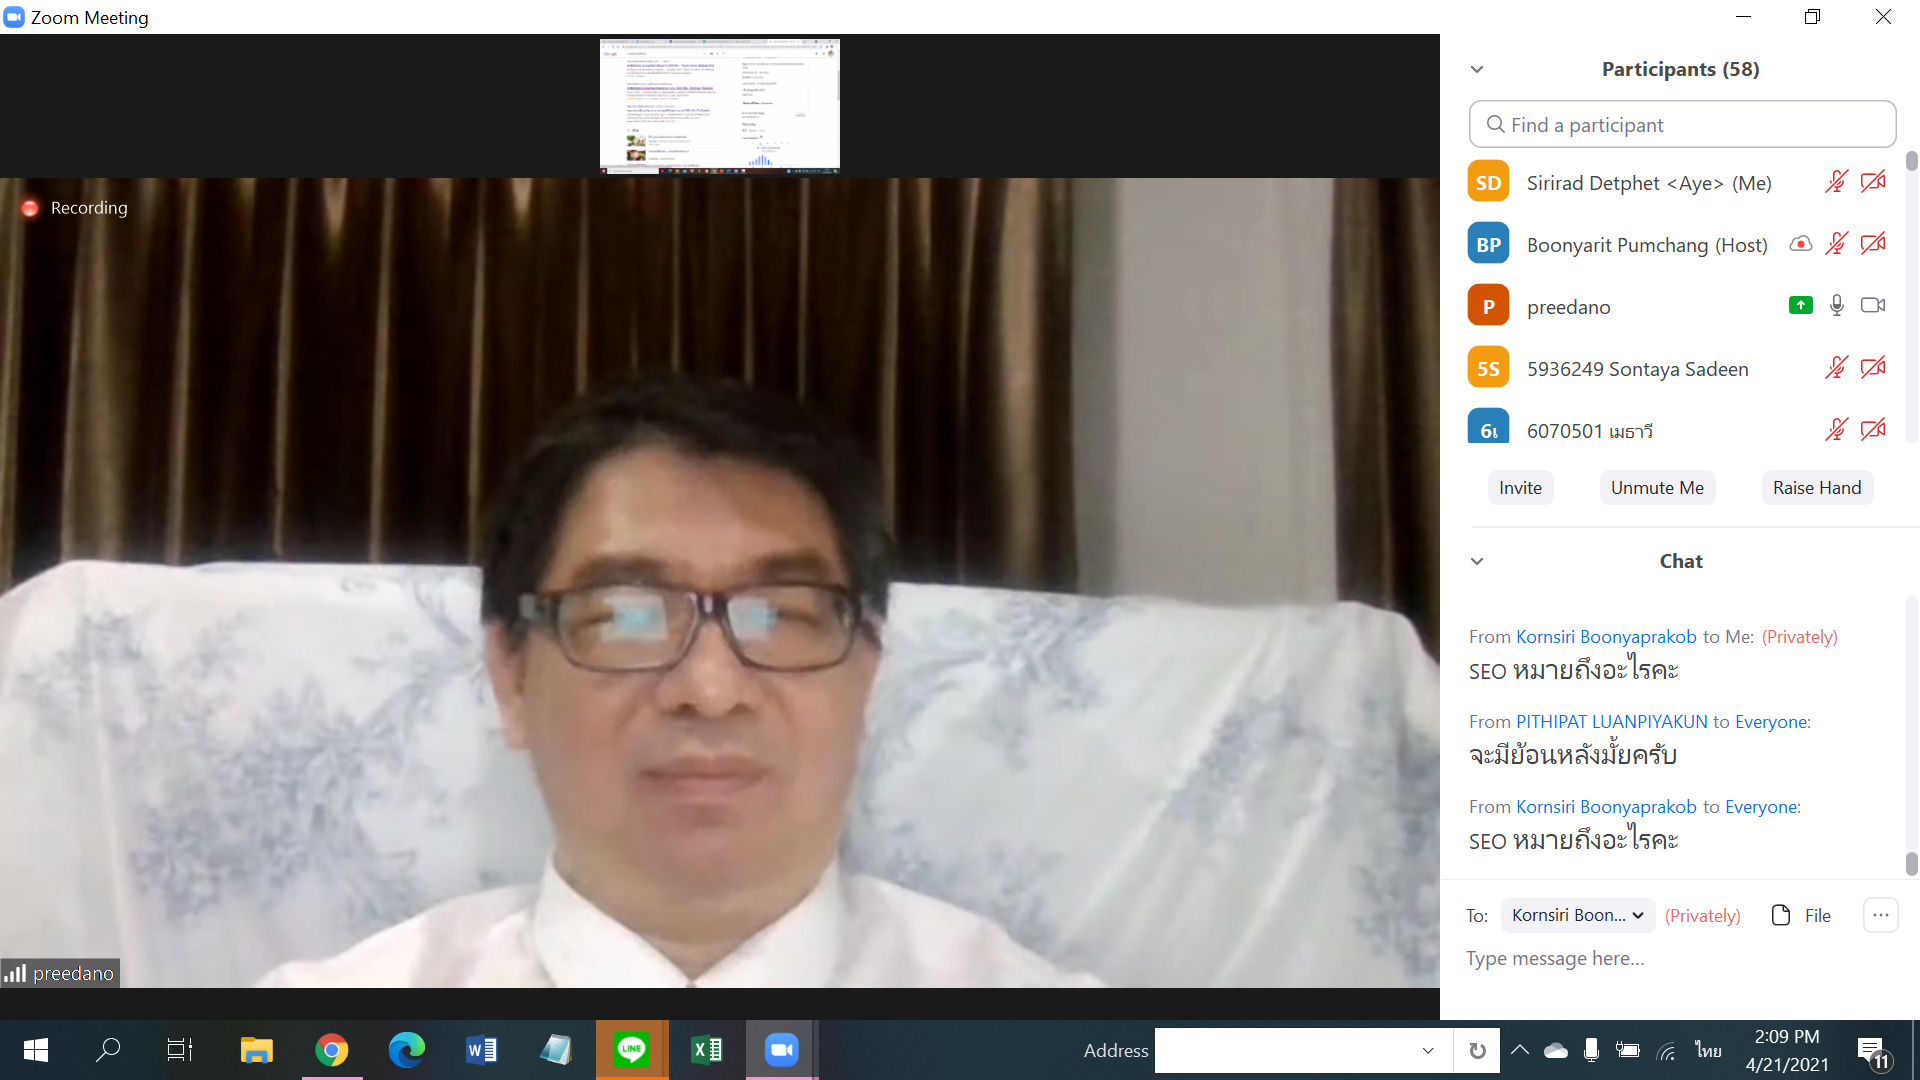 Zoom Meeting
Recording
preedano
Participants (58)
Find a participant
SD Sirirad Detphet <Aye> (Me)
BP Boonyarit Pumchang (Host)
P preedano
5S 5936249 Sontaya Sadeen
6เ 6070501 เมธาวี
Invite Unmute Me Raise Hand
Chat
From Kornsiri Boonyaprakob to Me: (Privately)
SEO หมายถึงอะไรคะ
From PITHIPAT LUANPIYAKUN to Everyone:
จะมีย้อนหลังมั้ยครับ
From Kornsiri Boonyaprakob to Everyone:
SEO หมายถึงอะไรคะ
To: Kornsiri Boon... (Privately) File
Type message here...
LINE
Address
ไทย
2:09 PM
4/21/2021
11